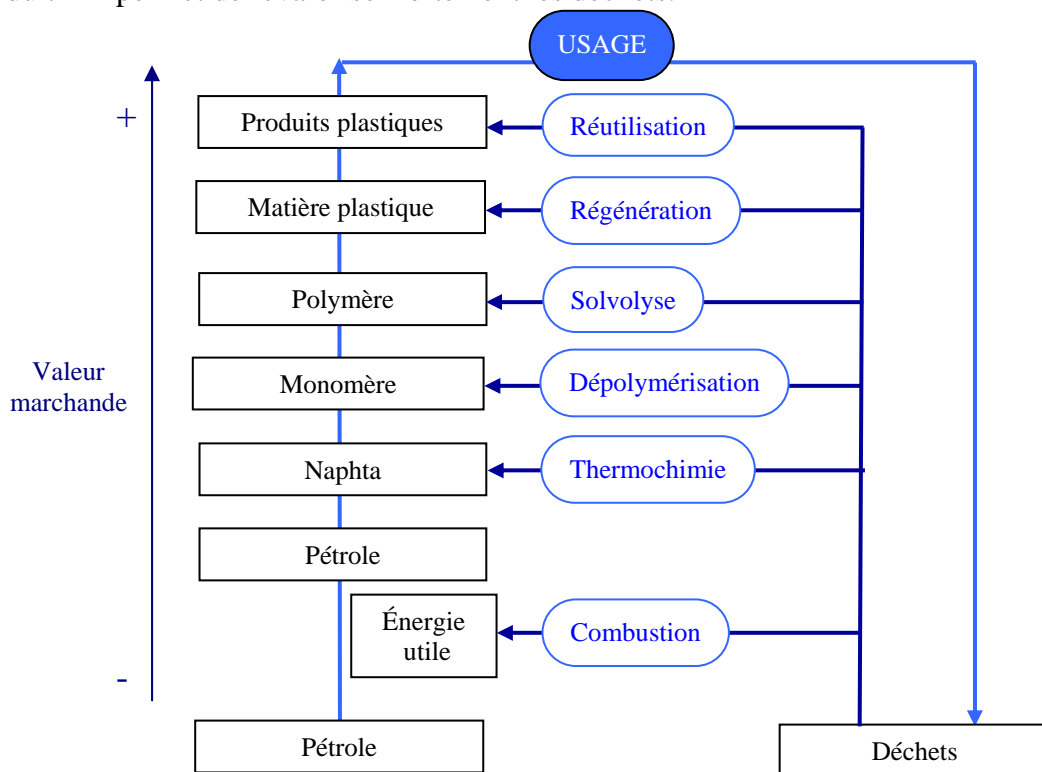 USAGE
+
Produits plastiques
Réutilisation
Matière plastique
Régénération
Polymère
Solvolyse
Valeur
marchande
Monomère
Dépolymérisation
Naphta
Thermochimie
Pétrole
Énergie
utile
Combustion
-
Pétrole
Déchets